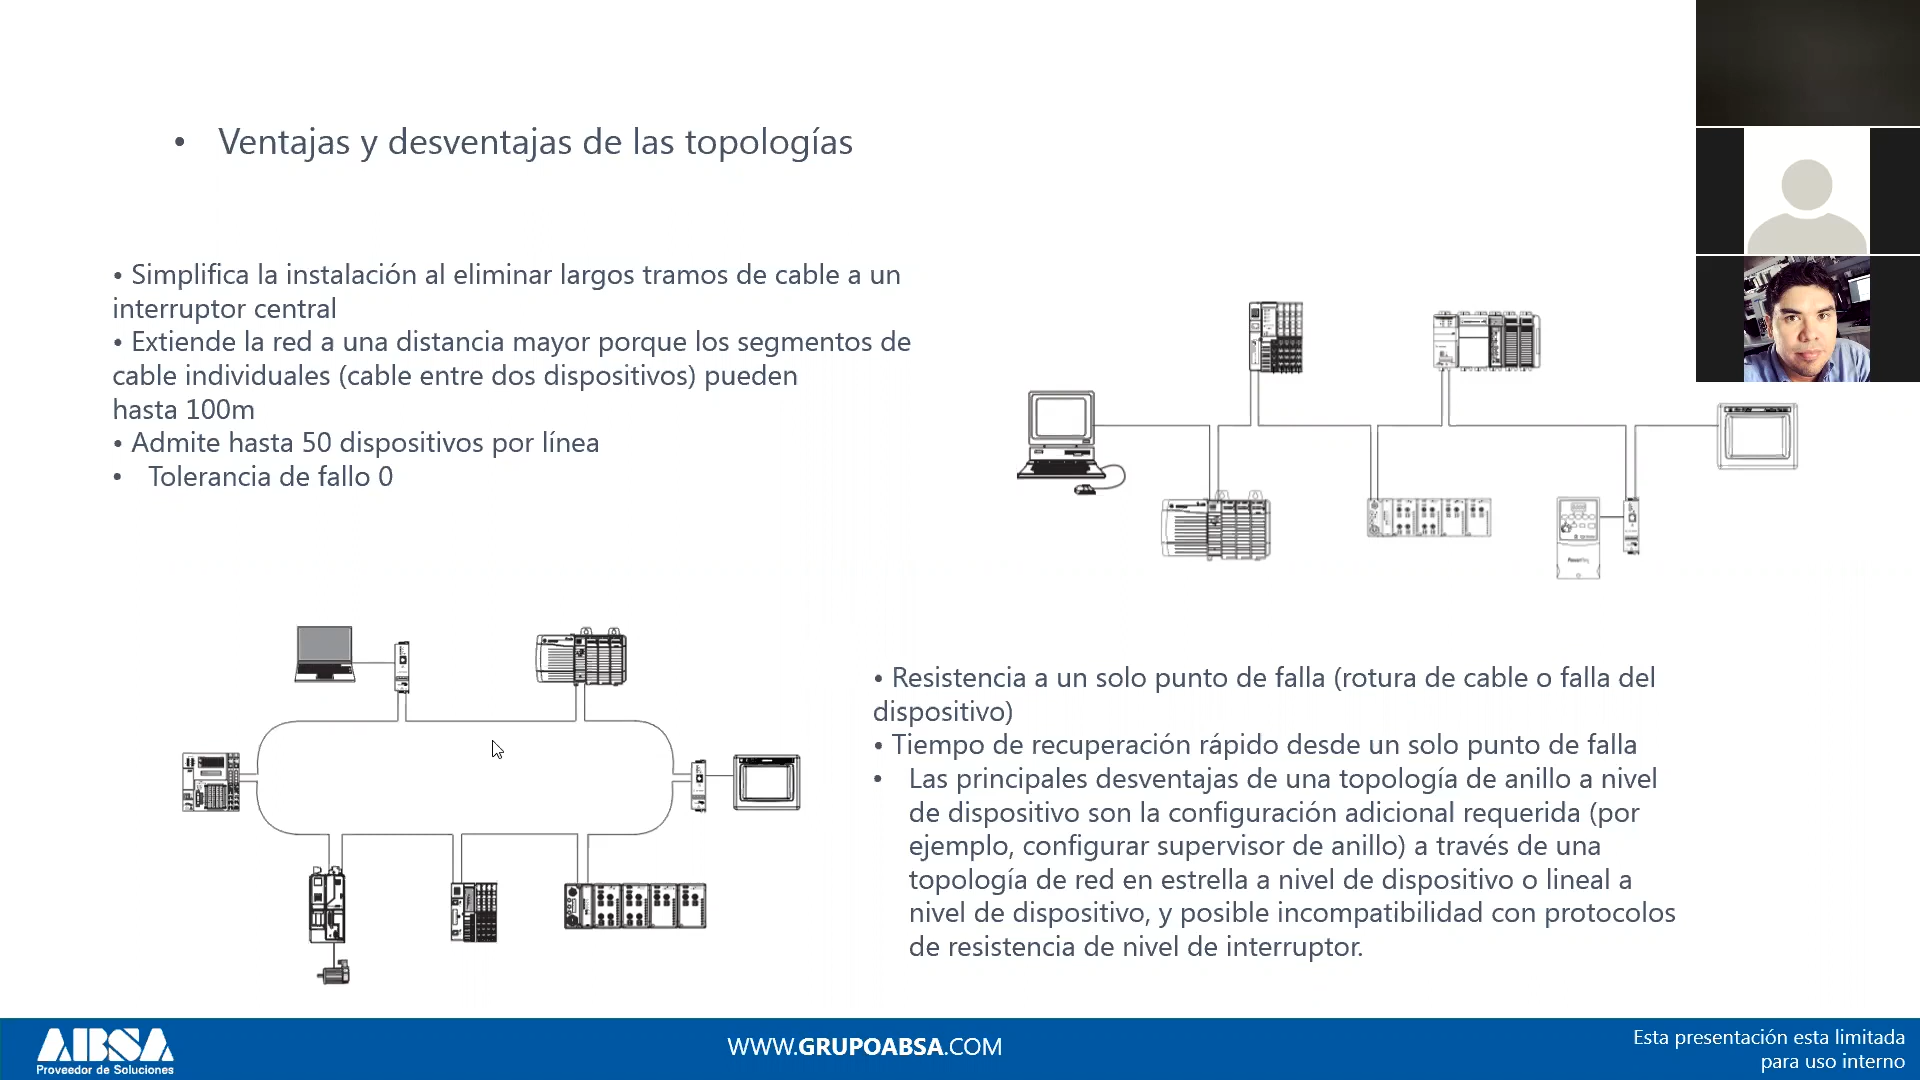 • Ventajas y desventajas de las topologías
• Simplifica la instalación al eliminar largos tramos de cable a un
interruptor central
• Extiende la red a una distancia mayor porque los segmentos de
cable individuales (cable entre dos dispositivos) pueden
hasta 100m
• Admite hasta 50 dispositivos por línea
• Tolerancia de fallo 0
• Resistencia a un solo punto de falla (rotura de cable o falla del
dispositivo)
• Tiempo de recuperación rápido desde un solo punto de falla
• Las principales desventajas de una topología de anillo a nivel
de dispositivo son la configuración adicional requerida (por
ejemplo, configurar supervisor de anillo) a través de una
topología de red en estrella a nivel de dispositivo o lineal a
nivel de dispositivo, y posible incompatibilidad con protocolos
de resistencia de nivel de interruptor.
ABSA
Proveedor de Soluciones
WWW.GRUPOABSA.COM
Esta presentación esta limitada
para uso interno